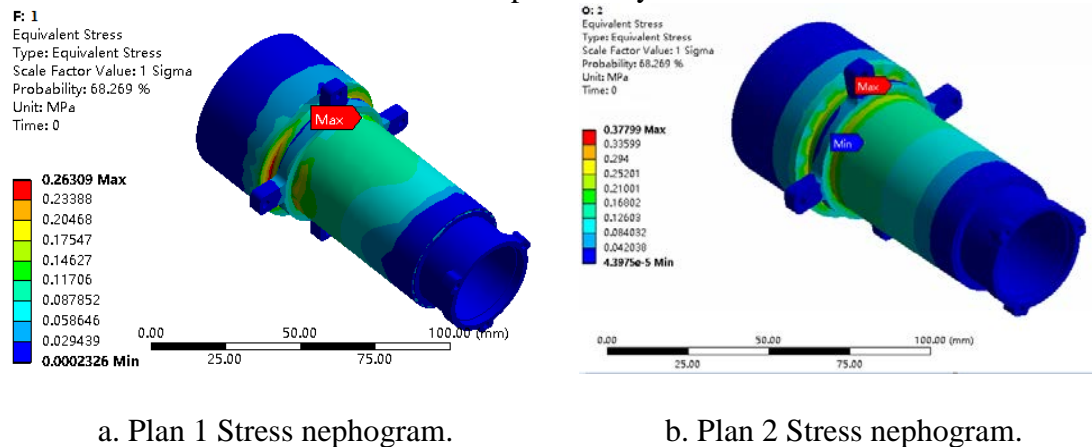 F: 1
Equivalent Stress
Type: Equivalent Stress
Scale Factor Value: 1 Sigma
Probability: 68.269 %
Unit: MPa
Time: 0
0.26309 Max
0.23388
0.20468
0.17547
0.14627
0.11706
0.087852
0.058646
0.029439
0.0002326 Min
Max
0.00 50.00 100.00 (mm)
25.00 75.00
O: 2
Equivalent Stress
Type: Equivalent Stress
Scale Factor Value: 1 Sigma
Probability: 68.269 %
Unit: MPa
Time: 0
0.37799 Max
0.33599
0.294
0.25201
0.21001
0.16802
0.12603
0.084032
0.042038
4.3975e-5 Min
Max
Min
0.00 50.00 100.00 (mm)
25.00 75.00
a. Plan 1 Stress nephogram.
b. Plan 2 Stress nephogram.